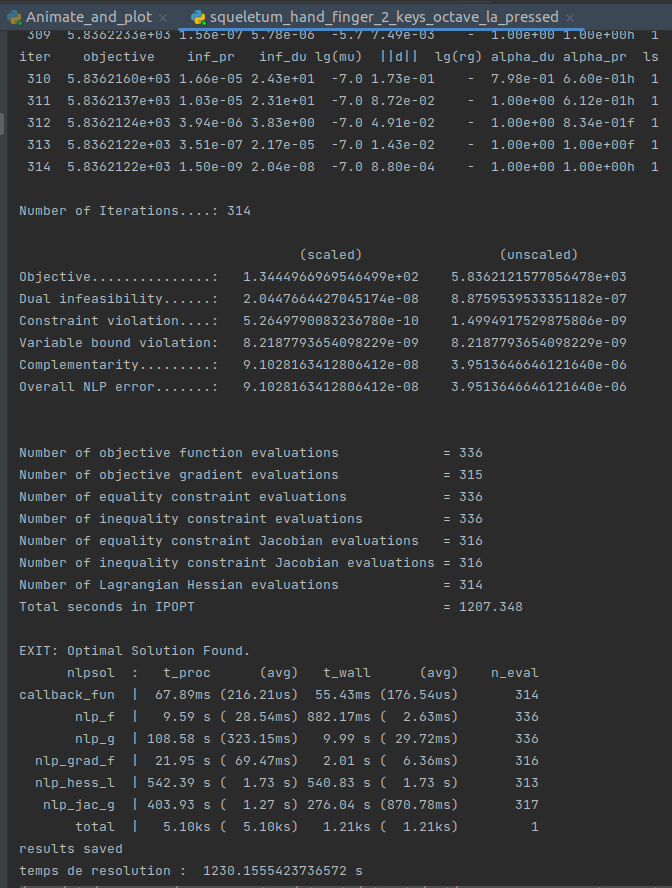 Animate_and_plot × squeletum_hand_finger_2_keys_octave_la_pressed ×
309 5.8362233e+03 1.56e-07 5.78e-06 -5.7 7.49e-03 - 1.00e+00 1.00e+00h 1
iter objective inf_pr inf_du lg(mu) ||d|| lg(rg) alpha_du alpha_pr ls
310 5.8362160e+03 1.66e-05 2.43e+01 -7.0 1.73e-01 - 7.98e-01 6.60e-01h 1
311 5.8362137e+03 1.03e-05 2.31e+01 -7.0 8.72e-02 - 1.00e+00 6.12e-01h 1
312 5.8362124e+03 3.94e-06 3.83e+00 -7.0 4.91e-02 - 1.00e+00 8.34e-01f 1
313 5.8362122e+03 3.51e-07 2.17e-05 -7.0 1.43e-02 - 1.00e+00 1.00e+00f 1
314 5.8362122e+03 1.50e-09 2.04e-08 -7.0 8.80e-04 - 1.00e+00 1.00e+00h 1
Number of Iterations....: 314
(scaled) (unscaled)
Objective...............: 1.3444966969546499e+02 5.8362121577056478e+03
Dual infeasibility......: 2.0447664427045174e-08 8.8759539533351182e-07
Constraint violation....: 5.2649790083236780e-10 1.4994917529875806e-09
Variable bound violation: 8.2187793654098229e-09 8.2187793654098229e-09
Complementarity.........: 9.1028163412806412e-08 3.9513646646121640e-06
Overall NLP error.......: 9.1028163412806412e-08 3.9513646646121640e-06
Number of objective function evaluations = 336
Number of objective gradient evaluations = 315
Number of equality constraint evaluations = 336
Number of inequality constraint evaluations = 336
Number of equality constraint Jacobian evaluations = 316
Number of inequality constraint Jacobian evaluations = 316
Number of Lagrangian Hessian evaluations = 314
Total seconds in IPOPT = 1207.348
EXIT: Optimal Solution Found.
nlpsol : t_proc (avg) t_wall (avg) n_eval
callback_fun | 67.89ms (216.21us) 55.43ms (176.54us) 314
nlp_f | 9.59 s ( 28.54ms) 882.17ms ( 2.63ms) 336
nlp_g | 108.58 s (323.15ms) 9.99 s ( 29.72ms) 336
nlp_grad_f | 21.95 s ( 69.47ms) 2.01 s ( 6.36ms) 316
nlp_hess_l | 542.39 s ( 1.73 s) 540.83 s ( 1.73 s) 313
nlp_jac_g | 403.93 s ( 1.27 s) 276.04 s (870.78ms) 317
total | 5.10ks ( 5.10ks) 1.21ks ( 1.21ks) 1
results saved
temps de resolution : 1230.1555423736572 s